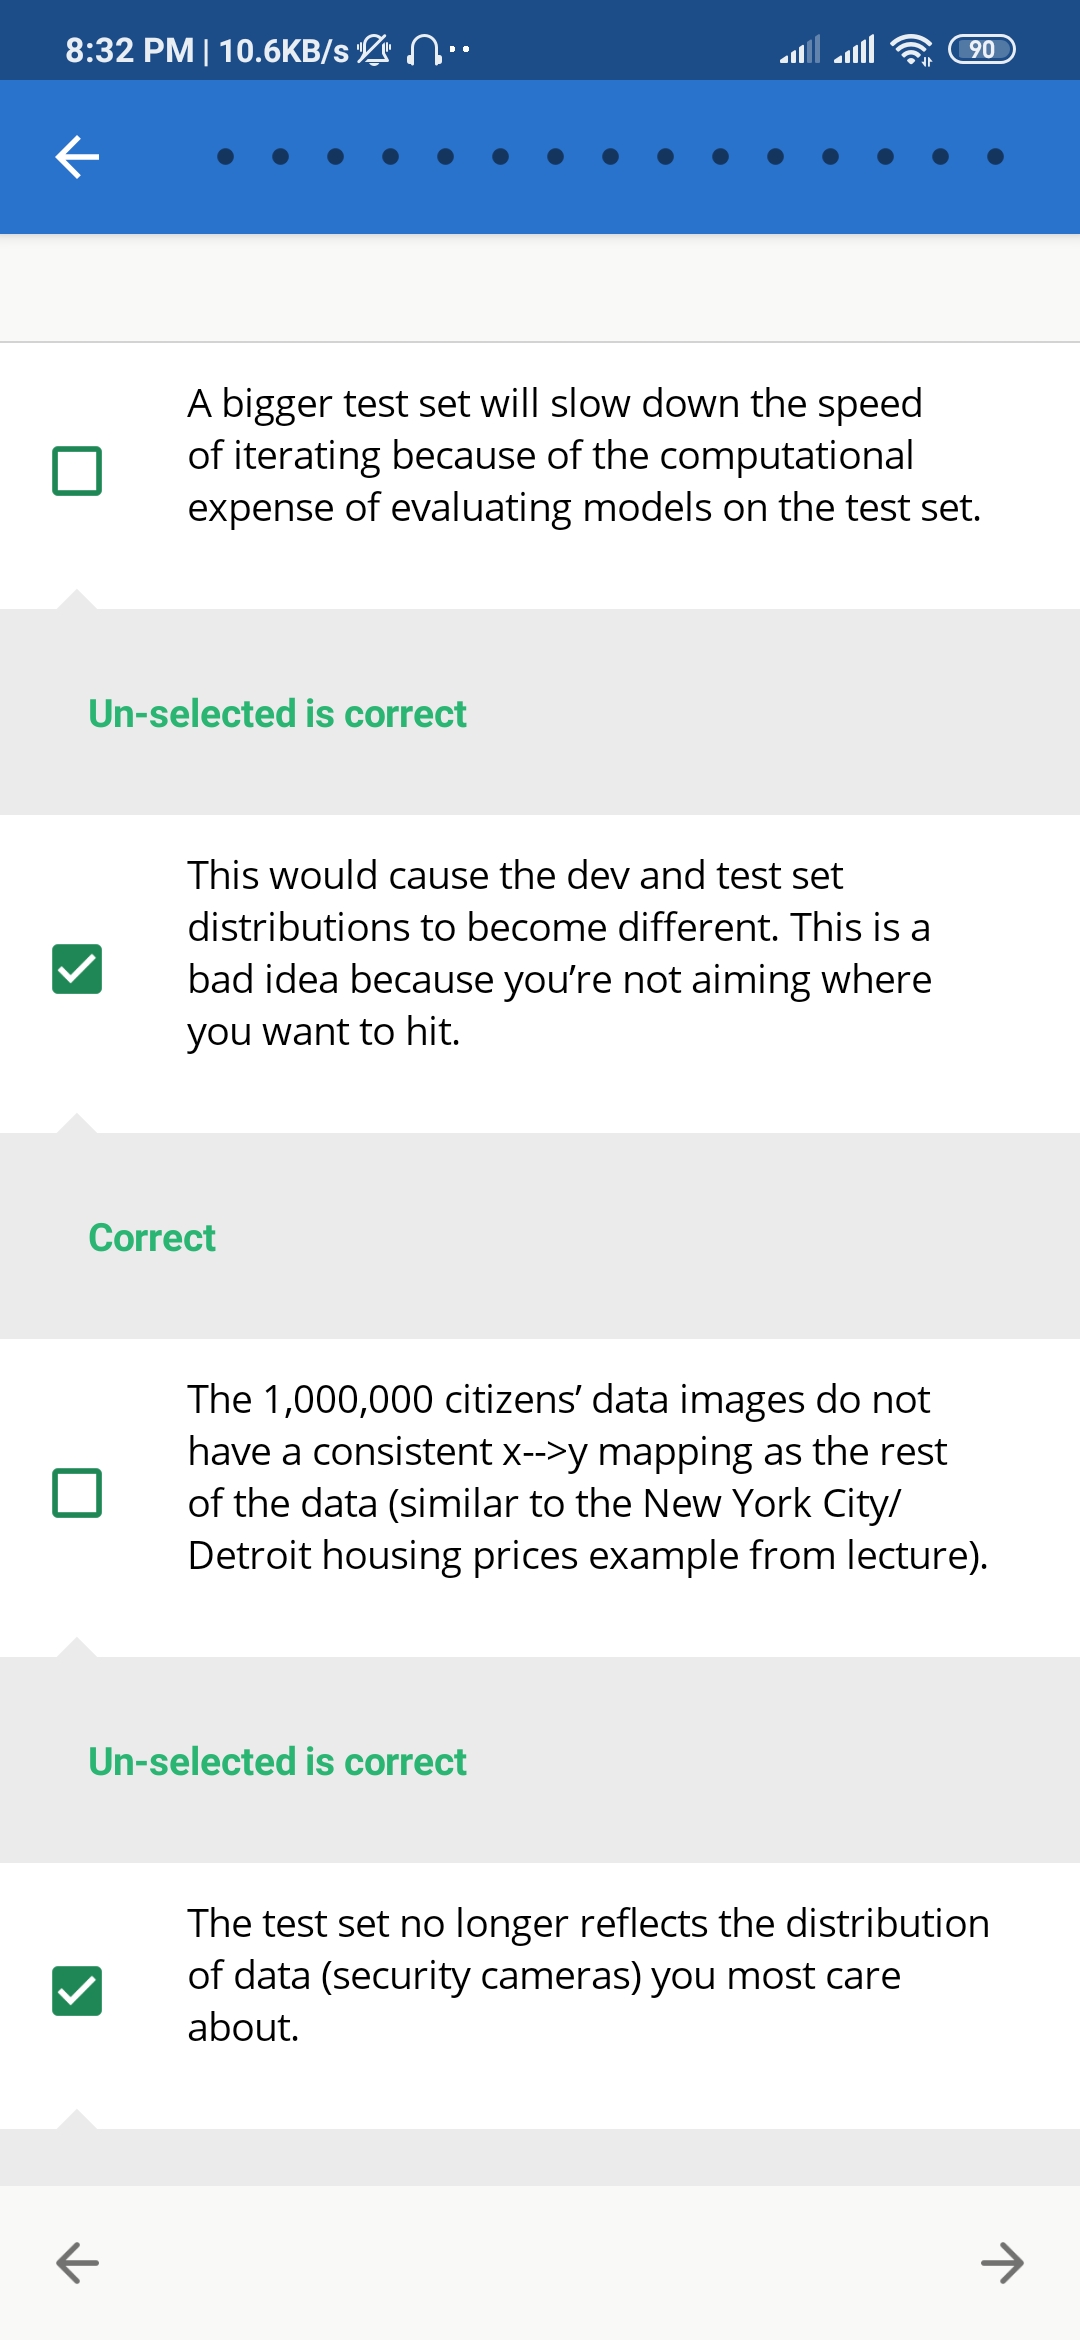 8:32 PM | 10.6KB/s
90
A bigger test set will slow down the speed
of iterating because of the computational
expense of evaluating models on the test set.
Un-selected is correct
This would cause the dev and test set
distributions to become different. This is a
bad idea because you’re not aiming where
you want to hit.
Correct
The 1,000,000 citizens’ data images do not
have a consistent x-->y mapping as the rest
of the data (similar to the New York City/
Detroit housing prices example from lecture).
Un-selected is correct
The test set no longer reflects the distribution
of data (security cameras) you most care
about.